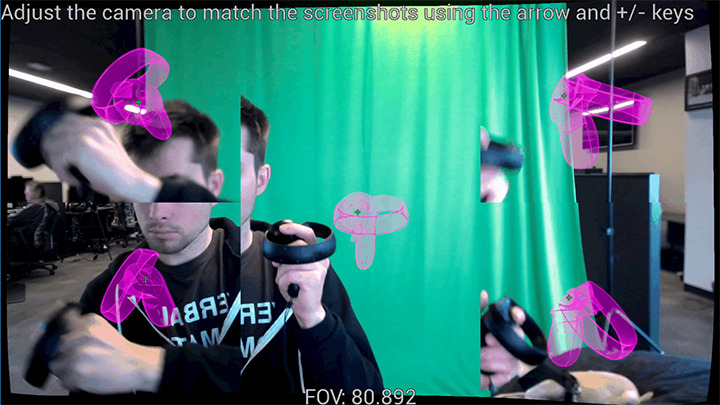 Adjust the camera to match the screenshots using the arrow and +/- keys
FOV: 80.892